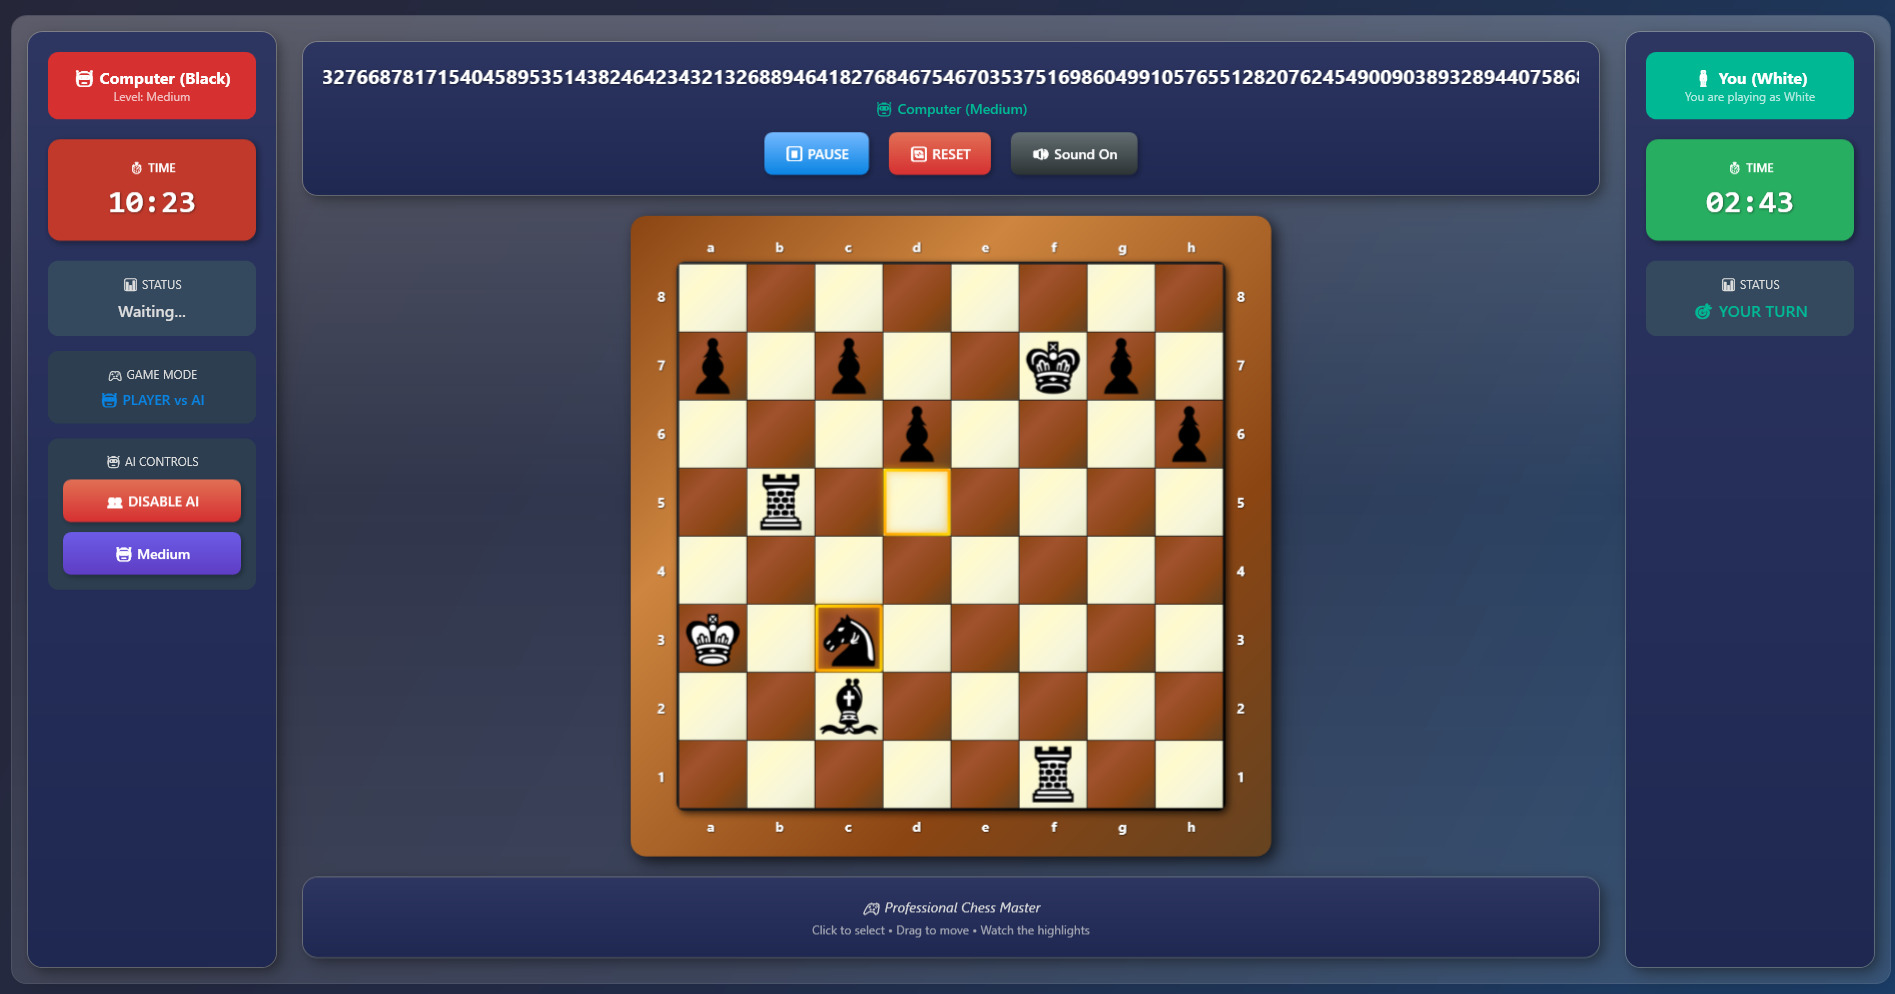 Computer (Black)
Level: Medium
TIME
10:23
STATUS
Waiting...
GAME MODE
PLAYER vs AI
AI CONTROLS
DISABLE AI
Medium
32766878171540458953514382464234321326889464182768467546703537516986049910576551282076245490090389328944075868
Computer (Medium)
PAUSE
RESET
Sound On
a b c d e f g h
8 8
7 7
6 6
5 5
4 4
3 3
2 2
1 1
a b c d e f g h
Professional Chess Master
Click to select • Drag to move • Watch the highlights
You (White)
You are playing as White
TIME
02:43
STATUS
YOUR TURN